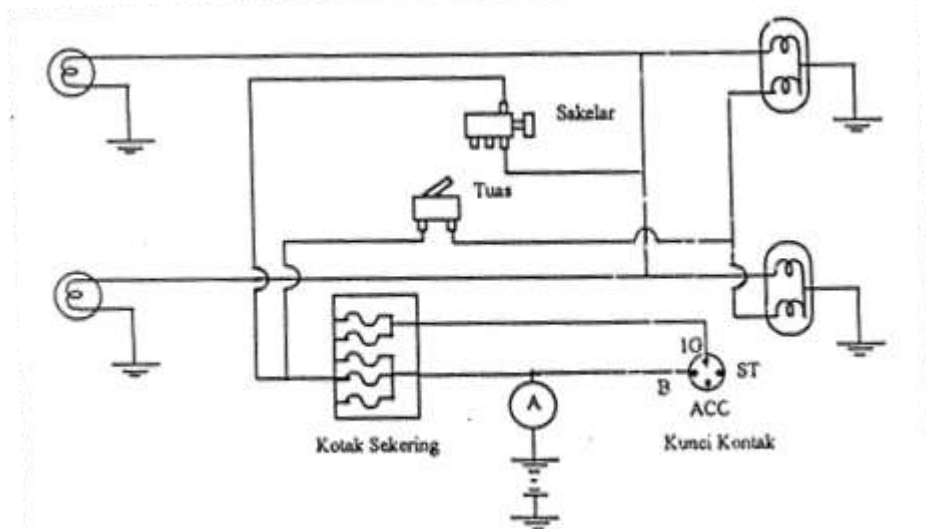 Sakelar
Tuas
IG
ST
B
A
ACC
Kotak Sekering
Kunci Kontak